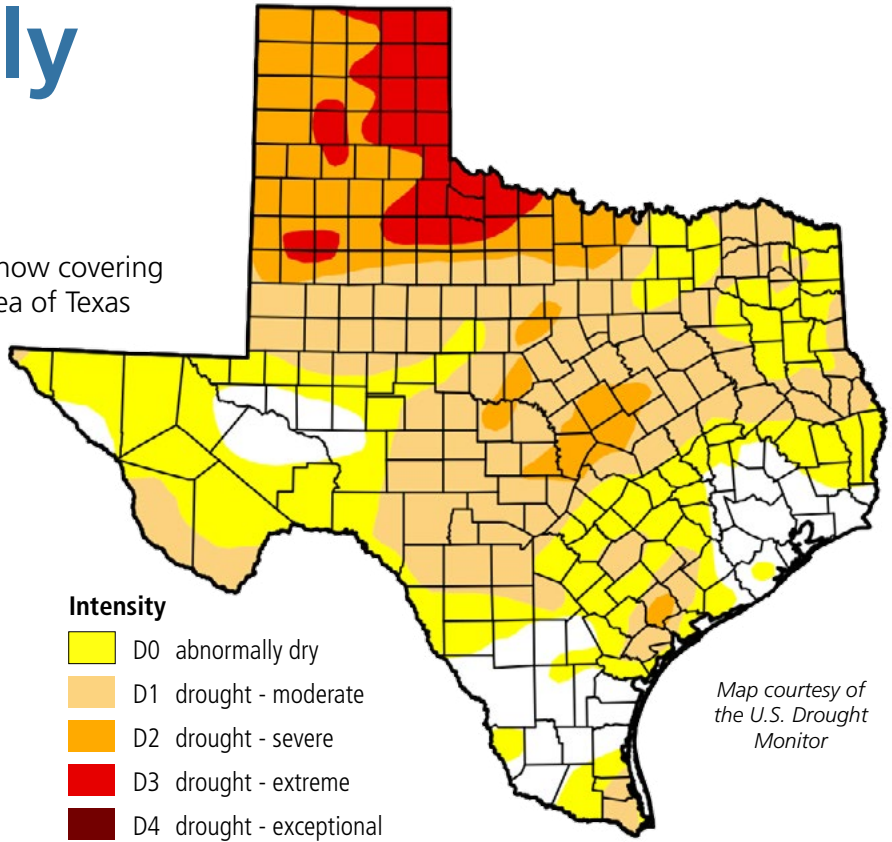 ly
now covering
ea of Texas
Intensity
D0 abnormally dry
D1 drought - moderate
D2 drought - severe
D3 drought - extreme
D4 drought - exceptional
Map courtesy of
the U.S. Drought
Monitor